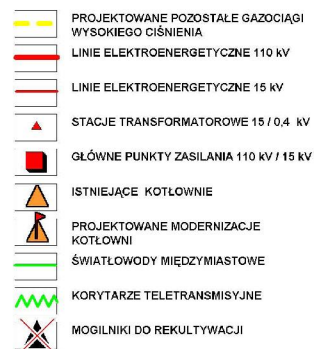 PROJEKTOWANE POZOSTAŁE GAZOCIĄGI
WYSOKIEGO CIŚNIENIA
LINIE ELEKTROENERGETYCZNE 110 kV
LINIE ELEKTROENERGETYCZNE 15 kV
STACJE TRANSFORMATOROWE 15 / 0,4 kV
GŁÓWNE PUNKTY ZASILANIA 110 kV / 15 kV
ISTNIEJĄCE KOTŁOWNIE
PROJEKTOWANE MODERNIZACJE
KOTŁOWNI
ŚWIATŁOWODY MIĘDZYMIASTOWE
KORYTARZE TELETRANSMISYJNE
MOGILNIKI DO REKULTYWACJI